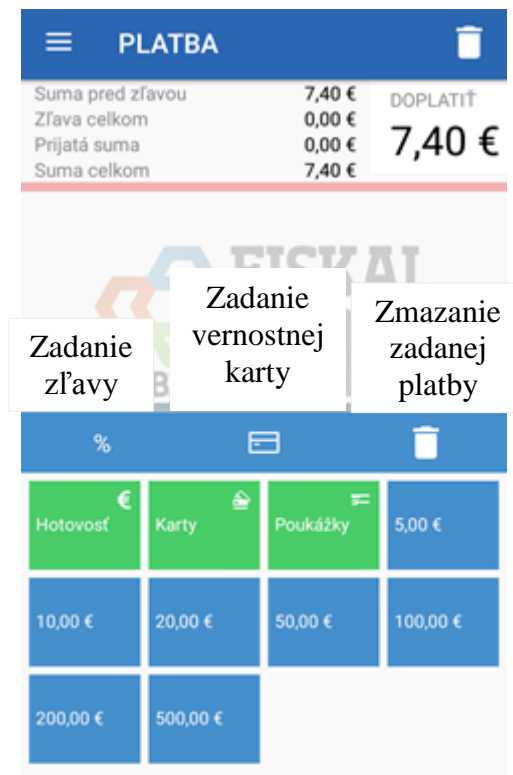 PLATBA
Suma pred zľavou 7,40 €
Zľava celkom 0,00 €
Prijatá suma 0,00 €
Suma celkom 7,40 €
DOPLATIŤ
7,40 €
FISKAL
Zadanie
zľavy
Zadanie
vernostnej
karty
Zmazanie
zadanej
platby
B
%
Hotovosť €
Karty
Poukážky
5,00 €
10,00 €
20,00 €
50,00 €
100,00 €
200,00 €
500,00 €